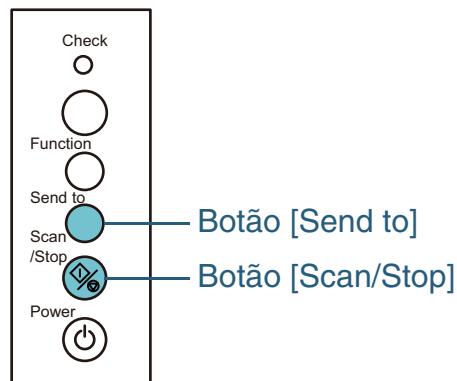 Check
Function
Send to
Botão [Send to]
Scan
/Stop
Botão [Scan/Stop]
Power